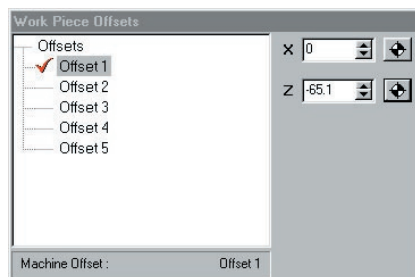 Work Piece Offsets
Offsets
Offset 1
Offset 2
Offset 3
Offset 4
Offset 5
X 0
Z -65.1
Machine Offset : Offset 1